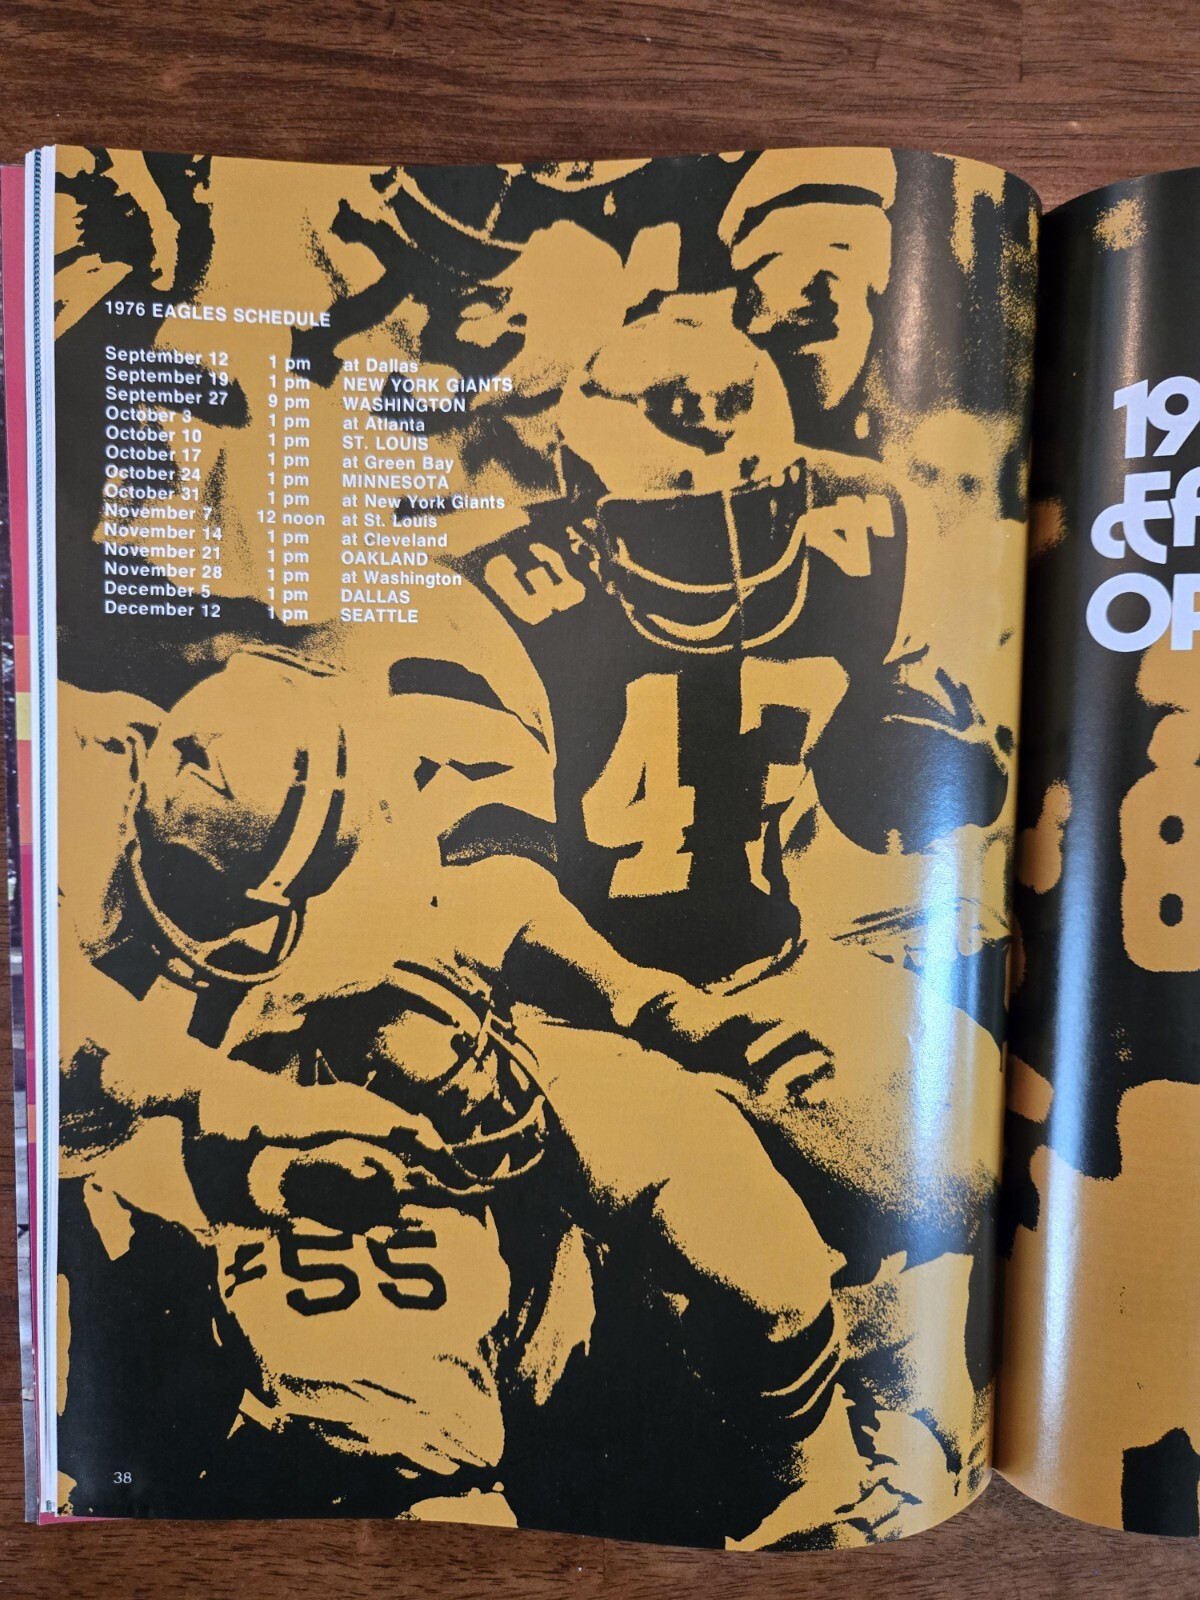 1976 EAGLES SCHEDULE
September 12 1 pm at Dallas
September 19 1 pm NEW YORK GIANTS
September 27 9 pm WASHINGTON
October 3 1 pm at Atlanta
October 10 1 pm ST. LOUIS
October 17 1 pm at Green Bay
October 24 1 pm MINNESOTA
October 31 1 pm at New York Giants
November 7 12 noon at St. Louis
November 14 1 pm at Cleveland
November 21 1 pm OAKLAND
November 28 1 pm at Washington
December 5 1 pm DALLAS
December 12 1 pm SEATTLE
34
47
55
38
19
OP
8